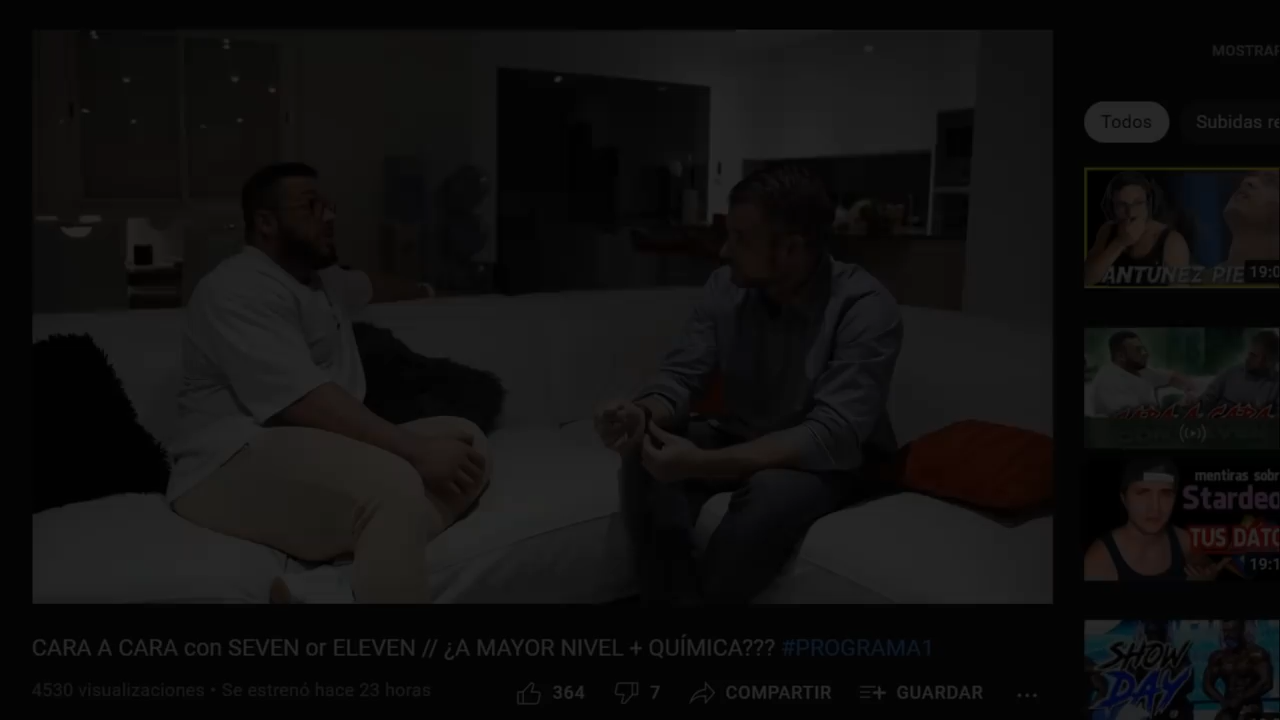 MOSTRAR
Todos
Subidas re
ANTUNEZ PIE
19:0
CARA A CARA
mentiras sobr
Stardeo
TUS DATO
19:1
SHOW
DAY
CARA A CARA con SEVEN or ELEVEN // ¿A MAYOR NIVEL + QUÍMICA??? #PROGRAMA1
4530 visualizaciones • Se estrenó hace 23 horas
364
7
COMPARTIR
GUARDAR
...